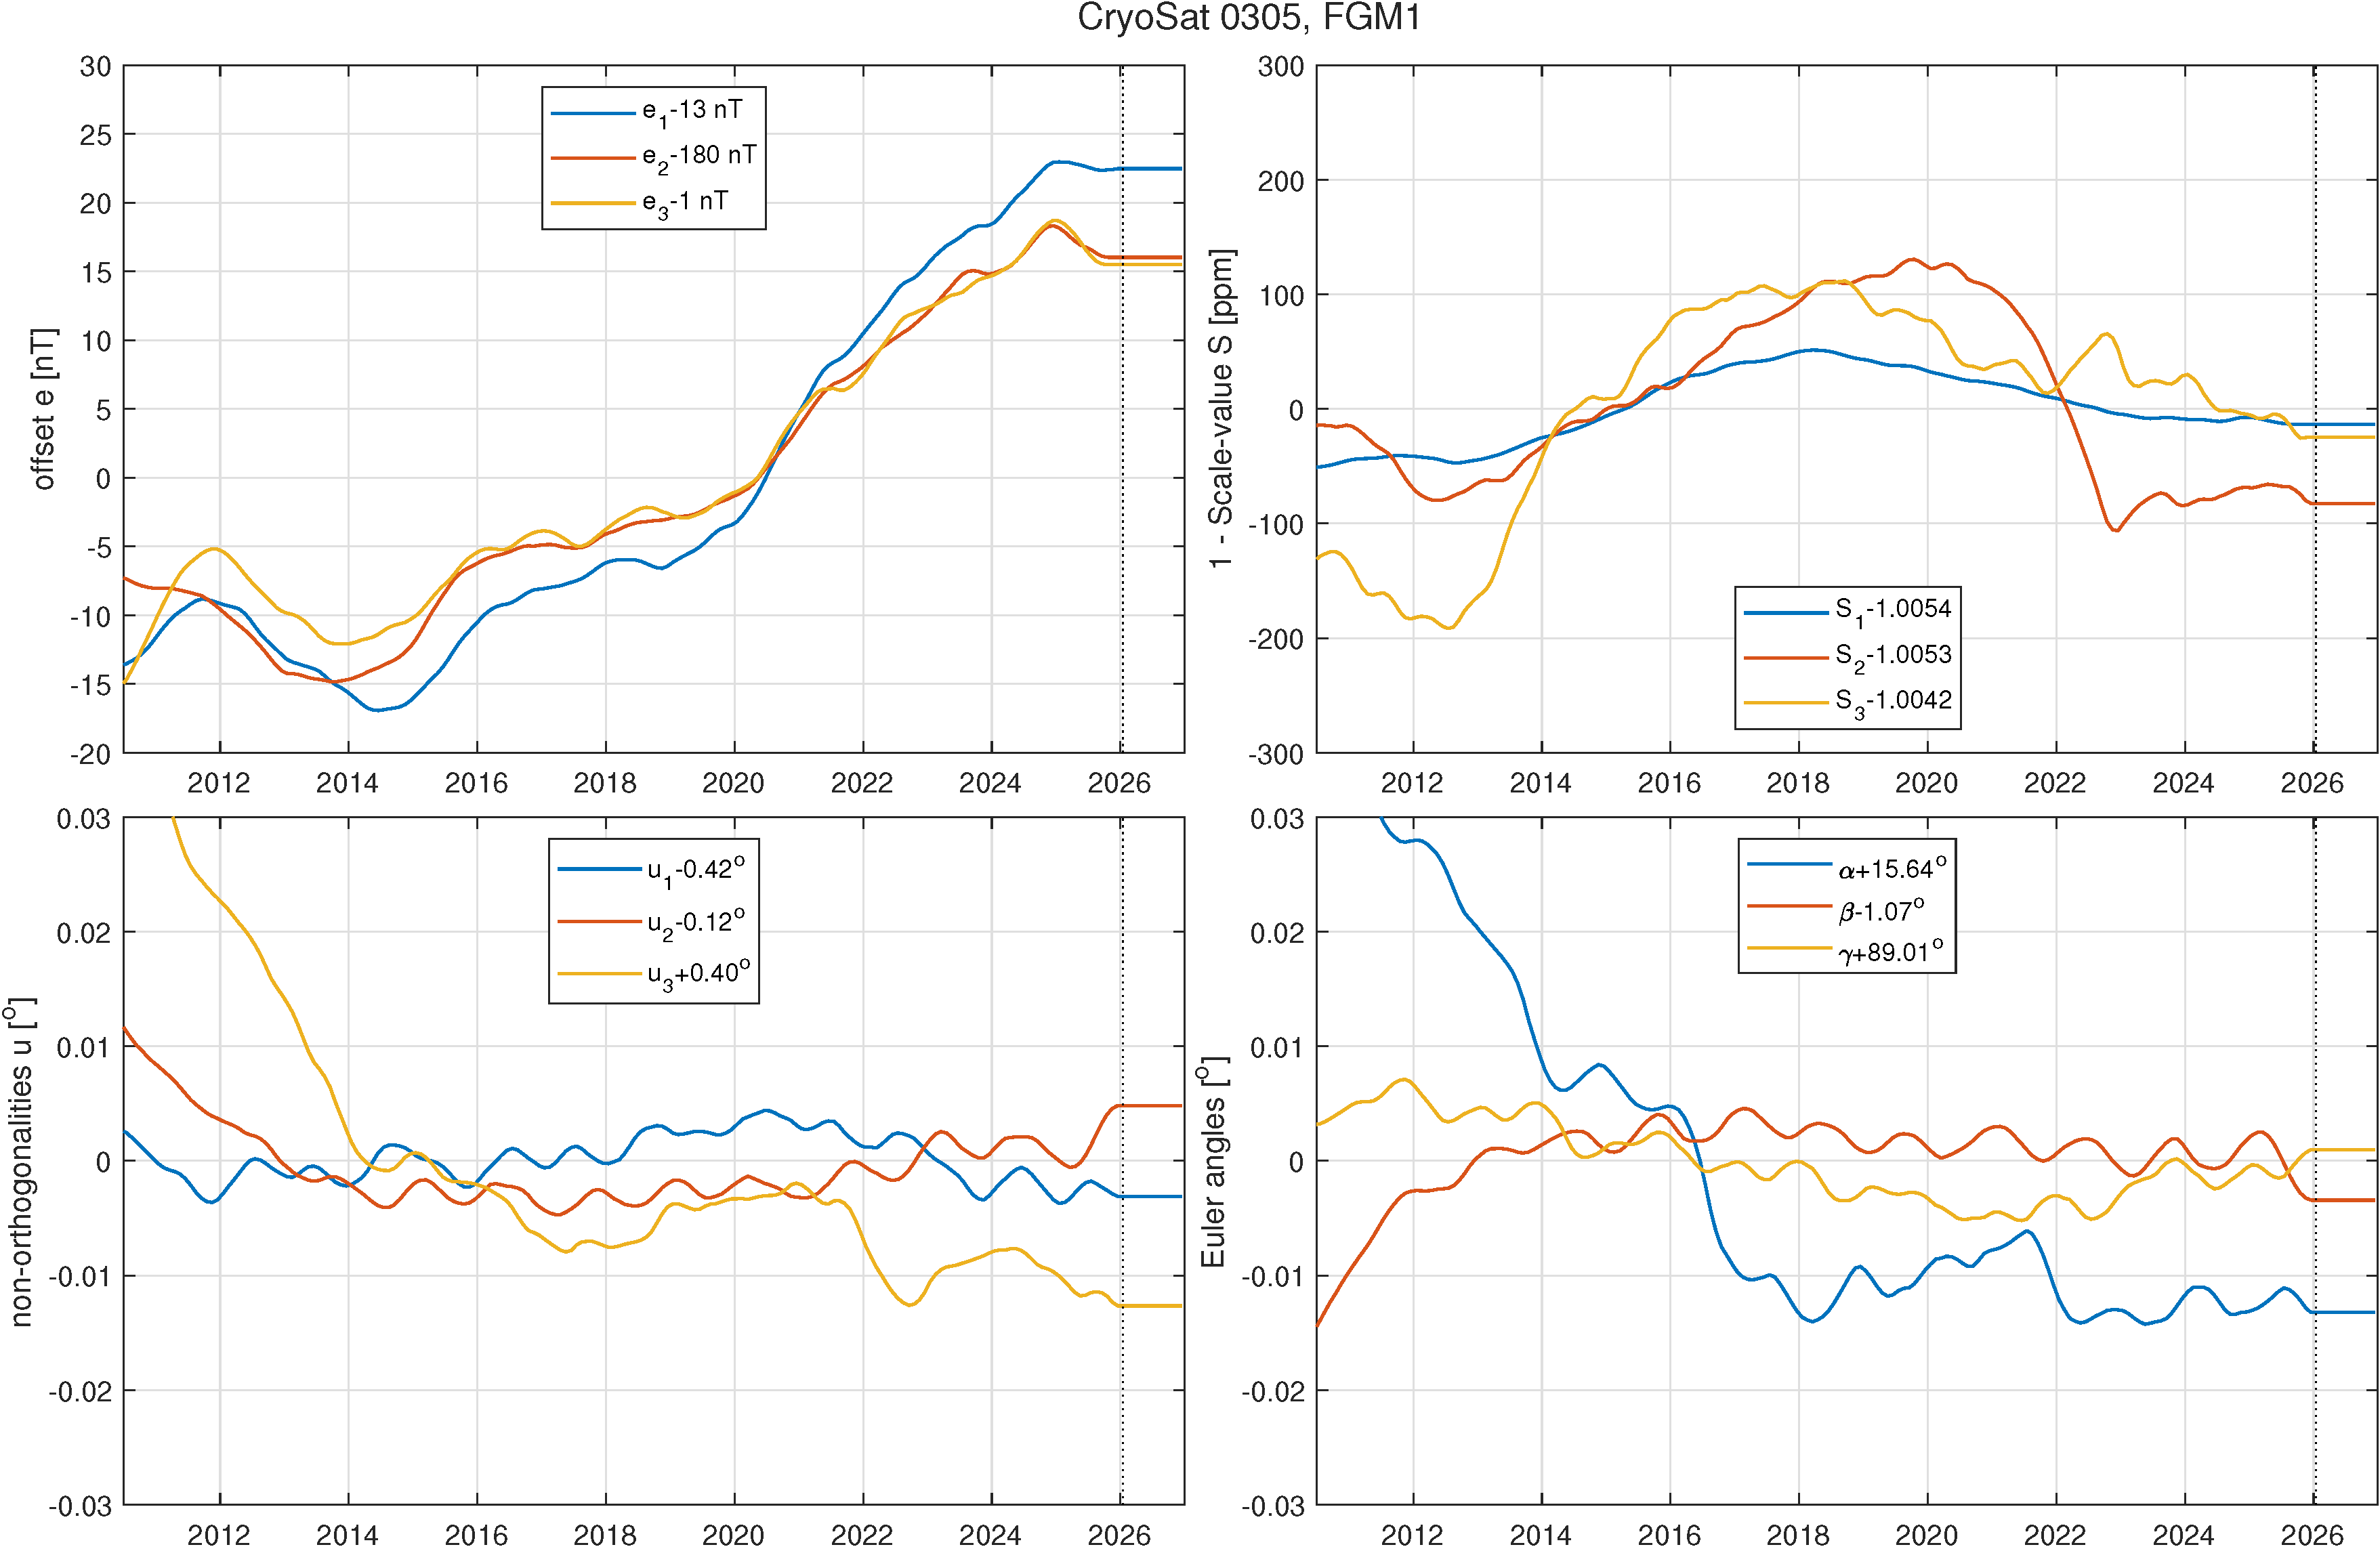 CryoSat 0305, FGM1
offset e [nT]
30
25
20
15
10
5
0
-5
-10
-15
-20
2012 2014 2016 2018 2020 2022 2024 2026
e1-13 nT
e2-180 nT
e3-1 nT
1 - Scale-value S [ppm]
300
200
100
0
-100
-200
-300
2012 2014 2016 2018 2020 2022 2024 2026
S1-1.0054
S2-1.0053
S3-1.0042
non-orthogonalities u [o]
0.03
0.02
0.01
0
-0.01
-0.02
-0.03
2012 2014 2016 2018 2020 2022 2024 2026
u1-0.42o
u2-0.12o
u3+0.40o
Euler angles [o]
0.03
0.02
0.01
0
-0.01
-0.02
-0.03
2012 2014 2016 2018 2020 2022 2024 2026
α+15.64o
β-1.07o
γ+89.01o